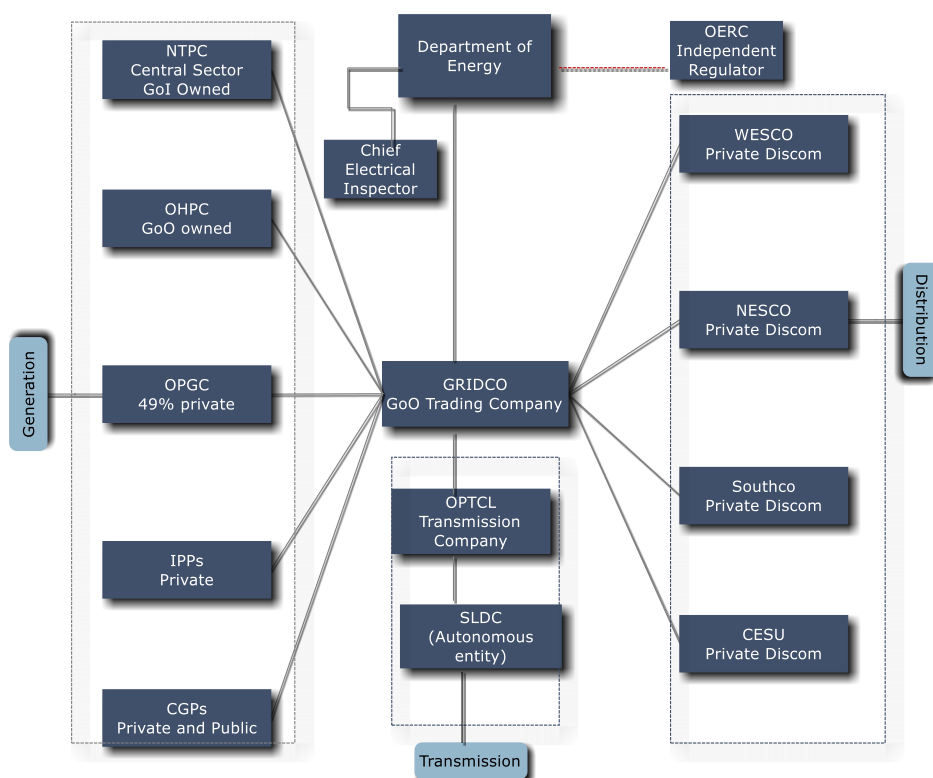 Department of
Energy
OERC
Independent
Regulator
Chief
Electrical
Inspector
Generation
NTPC
Central Sector
GoI Owned
OHPC
GoO owned
OPGC
49% private
IPPs
Private
CGPs
Private and Public
GRIDCO
GoO Trading Company
OPTCL
Transmission
Company
SLDC
(Autonomous
entity)
Transmission
WESCO
Private Discom
NESCO
Private Discom
Southco
Private Discom
CESU
Private Discom
Distribution